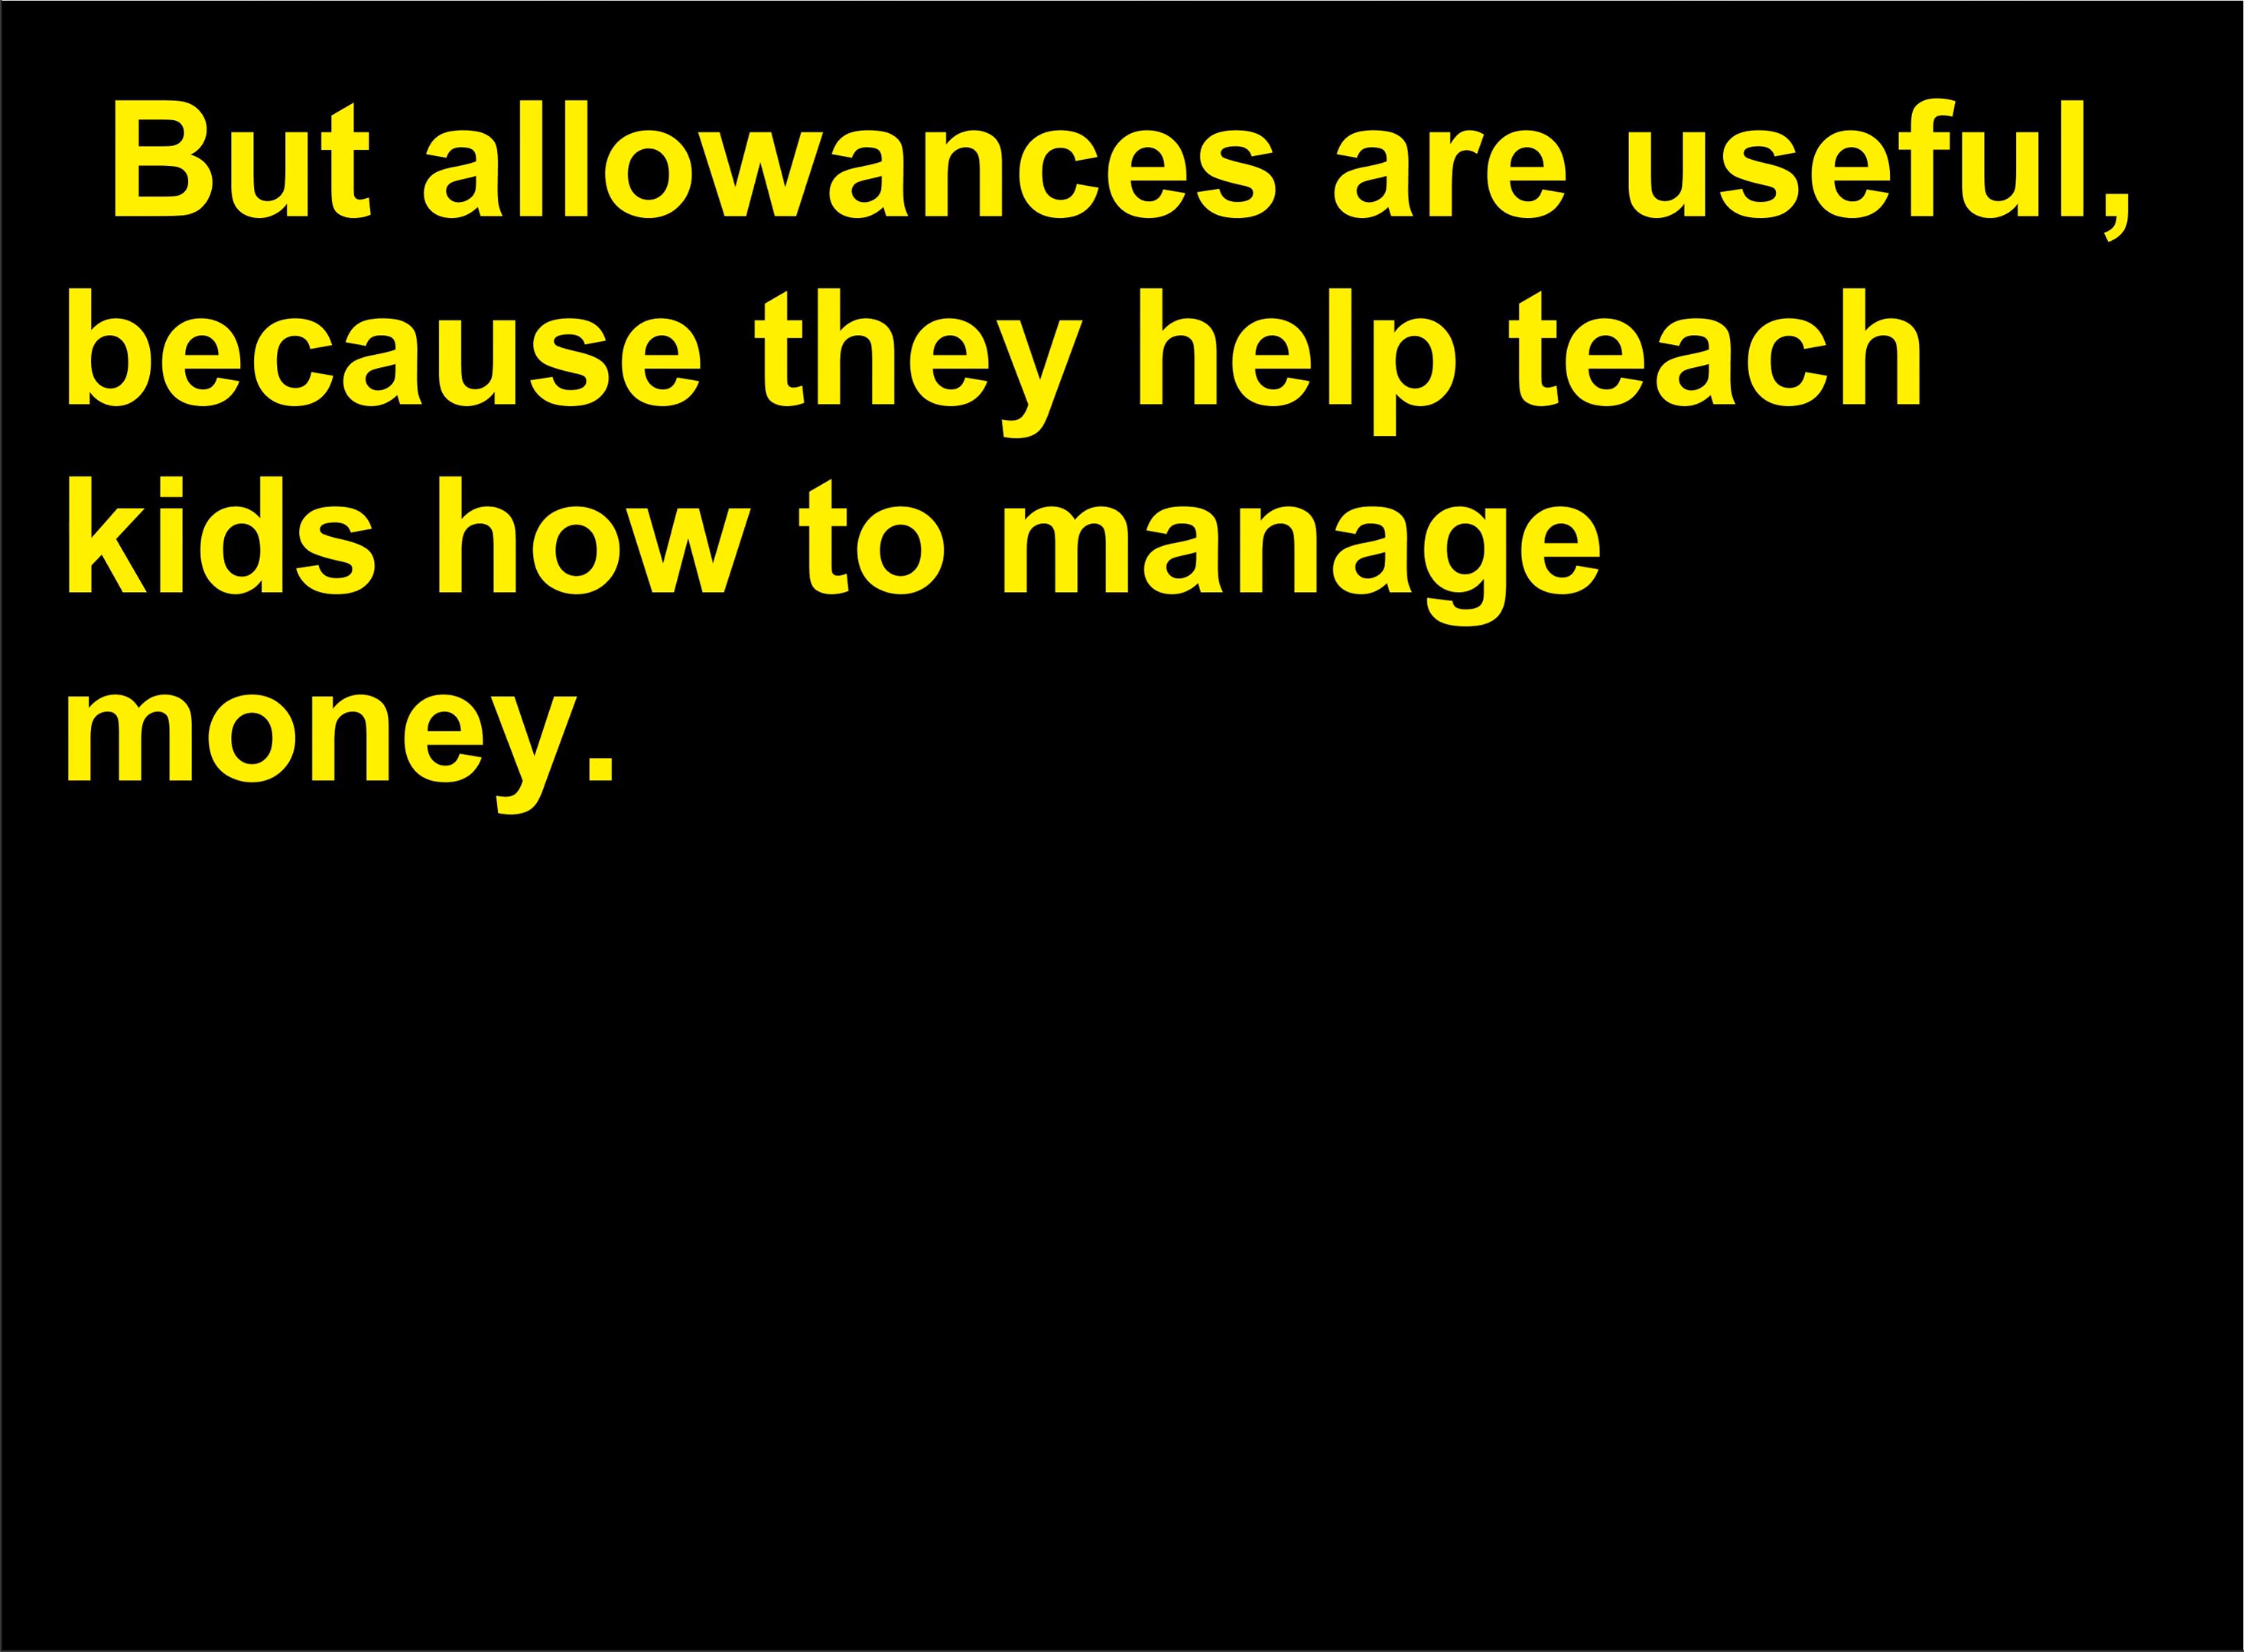 But allowances are useful,
because they help teach
kids how to manage
money.